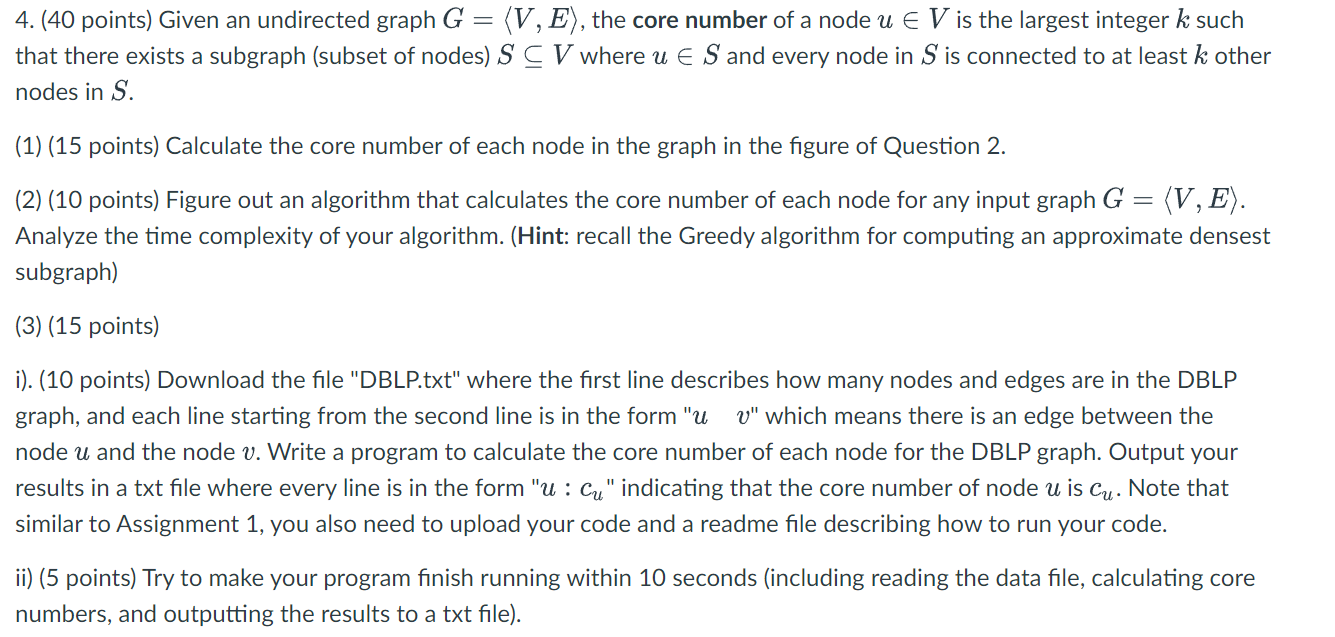 4. (40 points) Given an undirected graph G = ⟨V, E⟩, the core number of a node u ∈ V is the largest integer k such
that there exists a subgraph (subset of nodes) S ⊆ V where u ∈ S and every node in S is connected to at least k other
nodes in S.
(1) (15 points) Calculate the core number of each node in the graph in the figure of Question 2.
(2) (10 points) Figure out an algorithm that calculates the core number of each node for any input graph G = ⟨V, E⟩.
Analyze the time complexity of your algorithm. (Hint: recall the Greedy algorithm for computing an approximate densest
subgraph)
(3) (15 points)
i). (10 points) Download the file "DBLP.txt" where the first line describes how many nodes and edges are in the DBLP
graph, and each line starting from the second line is in the form "u v" which means there is an edge between the
node u and the node v. Write a program to calculate the core number of each node for the DBLP graph. Output your
results in a txt file where every line is in the form "u : cᵤ" indicating that the core number of node u is cᵤ. Note that
similar to Assignment 1, you also need to upload your code and a readme file describing how to run your code.
ii) (5 points) Try to make your program finish running within 10 seconds (including reading the data file, calculating core
numbers, and outputting the results to a txt file).